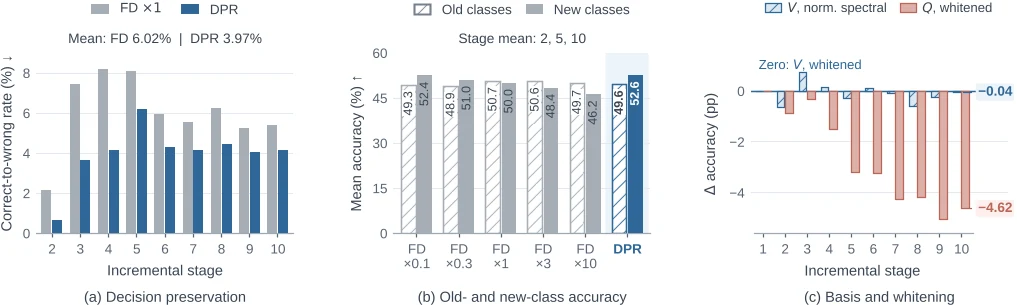 FD ×1 DPR
Mean: FD 6.02% | DPR 3.97%
Correct-to-wrong rate (%) ↓
8
6
4
2
0
2 3 4 5 6 7 8 9 10
Incremental stage
(a) Decision preservation
Old classes New classes
Stage mean: 2, 5, 10
Mean accuracy (%) ↑
60
45
30
15
0
49.3 52.4 48.9 51.0 50.7 50.0 50.6 48.4 49.7 46.2 49.6 52.6
FD FD FD FD FD DPR
×0.1 ×0.3 ×1 ×3 ×10
(b) Old- and new-class accuracy
V, norm. spectral Q, whitened
Zero: V, whitened
Δ accuracy (pp)
0
−2
−4
−0.04
−4.62
1 2 3 4 5 6 7 8 9 10
Incremental stage
(c) Basis and whitening